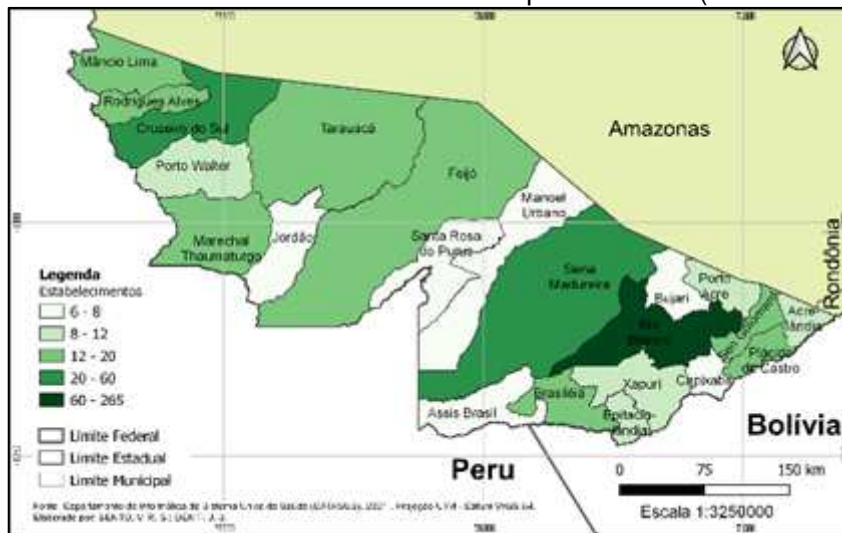 Mâncio Lima
Rodrigues Alves
Cruzeiro do Sul
Tarauacá
Porto Walter
Feijó
Amazonas
Manoel
Urbano
Marechal
Thaumaturgo
Jordão
Santa Rosa
do Purus
Sena
Madureira
Bujari
Porto
Acre
Acre-
lândia
Rondônia
Rio
Branco
Plácido
de Castro
Capixaba
Xapuri
Brasiléia
Epitacio-
lândia
Assis Brasil
Bolívia
Peru
Legenda
Estabelecimentos
6 - 8
8 - 12
12 - 20
20 - 60
60 - 265
Limite Federal
Limite Estadual
Limite Municipal
0 75 150 km
Escala 1:3250000